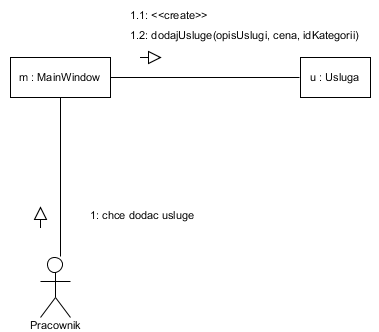 1.1: <<create>>
1.2: dodajUsluge(opisUslugi, cena, idKategorii)
m : MainWindow
u : Usluga
1: chce dodac usluge
Pracownik